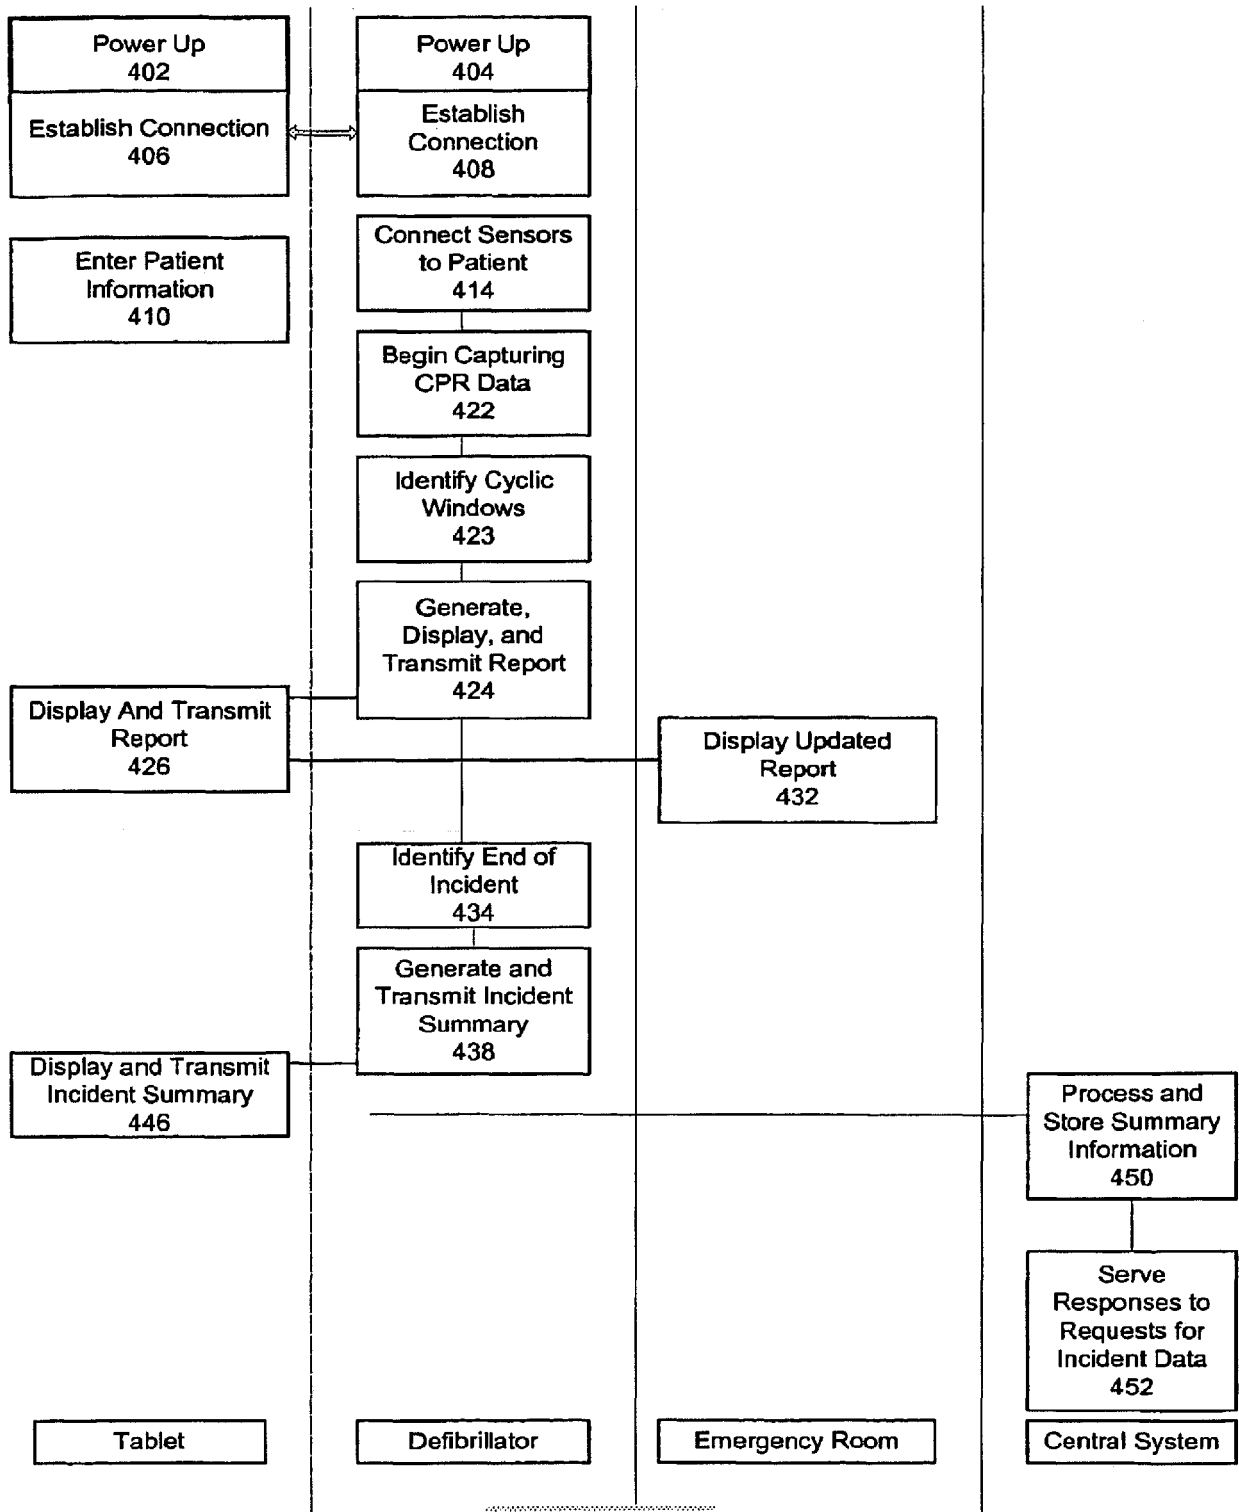 Power Up
402
Establish Connection
406
Enter Patient
Information
410
Power Up
404
Establish
Connection
408
Connect Sensors
to Patient
414
Begin Capturing
CPR Data
422
Identify Cyclic
Windows
423
Generate,
Display, and
Transmit Report
424
Display And Transmit
Report
426
Display Updated
Report
432
Identify End of
Incident
434
Generate and
Transmit Incident
Summary
438
Display and Transmit
Incident Summary
446
Process and
Store Summary
Information
450
Serve
Responses to
Requests for
Incident Data
452
Tablet
Defibrillator
Emergency Room
Central System